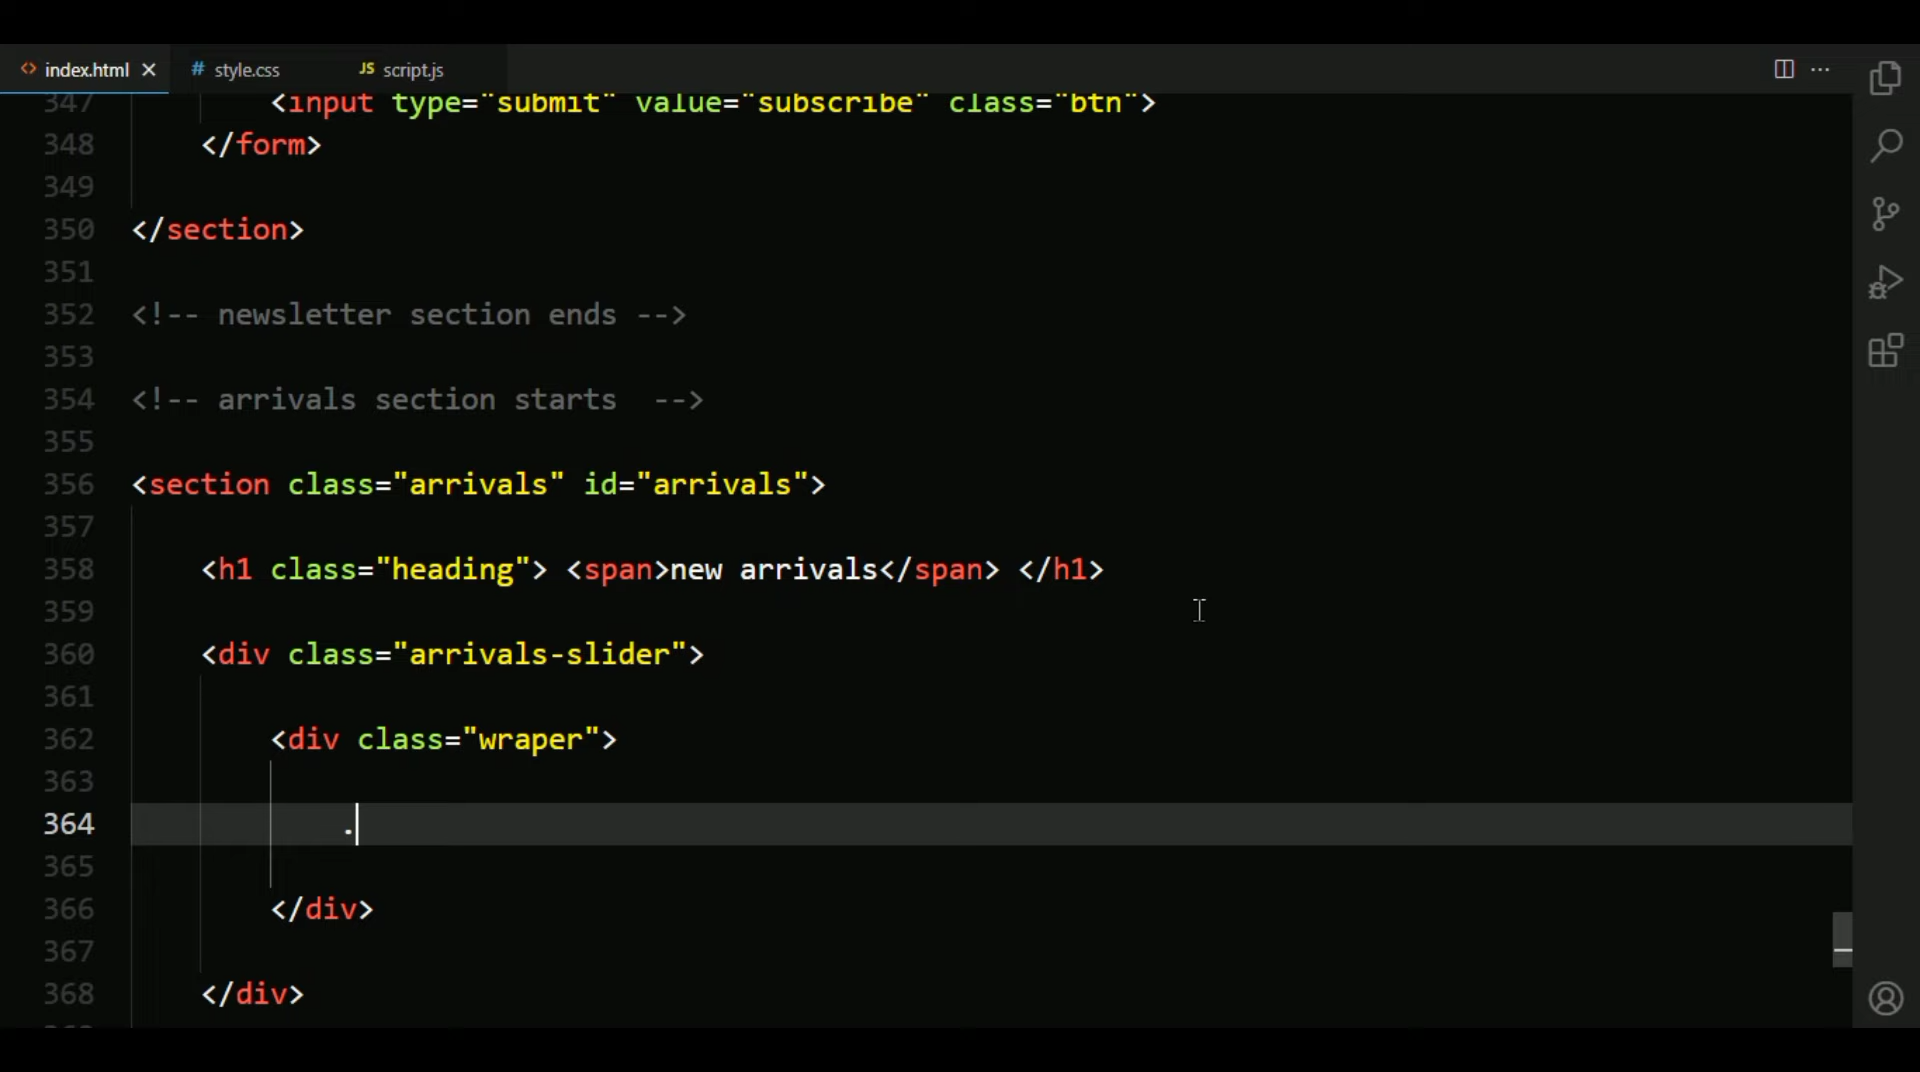 <> index.html × # style.css JS script.js ...
347 <input type="submit" value="subscribe" class="btn">
348 </form>
349
350 </section>
351
352 <!-- newsletter section ends -->
353
354 <!-- arrivals section starts  -->
355
356 <section class="arrivals" id="arrivals">
357
358 <h1 class="heading"> <span>new arrivals</span> </h1>
359
360 <div class="arrivals-slider">
361
362 <div class="wraper">
363
364 .
365
366 </div>
367
368 </div>